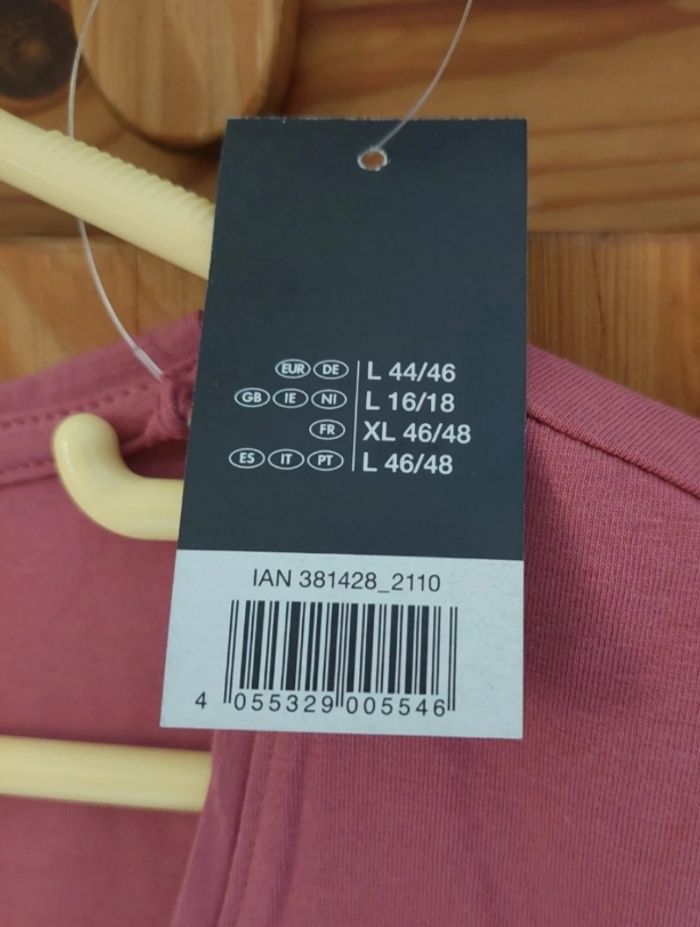 EUR DE L 44/46
GB IE NI L 16/18
FR XL 46/48
ES IT PT L 46/48
IAN 381428_2110
4 055329 005546